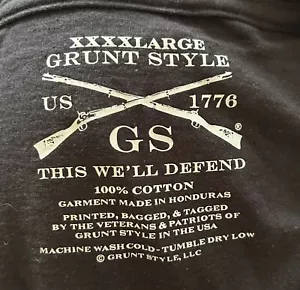 XXXXLARGE
GRUNT STYLE
US 1776
GS ®
THIS WE'LL DEFEND
100% COTTON
GARMENT MADE IN HONDURAS
PRINTED, BAGGED, & TAGGED
BY THE VETERANS & PATRIOTS OF
GRUNT STYLE IN THE USA
MACHINE WASH COLD - TUMBLE DRY LOW
© GRUNT STYLE, LLC